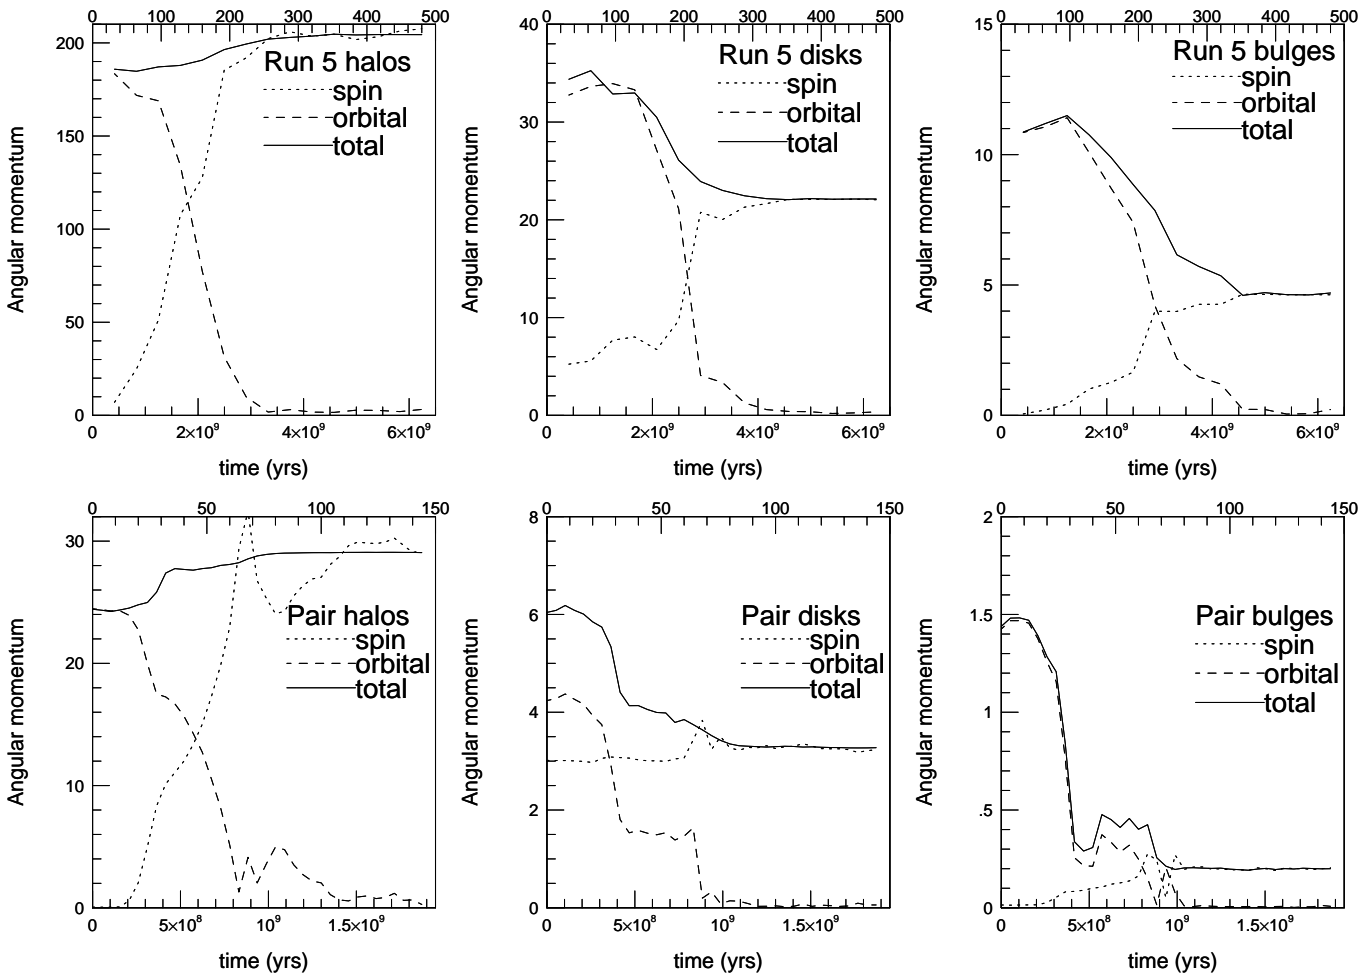 0 100 200 300 400 500
200
150
100
50
0
Angular momentum
Run 5 halos
spin
orbital
total
0 2×10⁹ 4×10⁹ 6×10⁹
time (yrs)
0 100 200 300 400 500
40
30
20
10
0
Angular momentum
Run 5 disks
spin
orbital
total
0 2×10⁹ 4×10⁹ 6×10⁹
time (yrs)
0 100 200 300 400 500
15
10
5
0
Angular momentum
Run 5 bulges
spin
orbital
total
0 2×10⁹ 4×10⁹ 6×10⁹
time (yrs)
0 50 100 150
30
20
10
0
Angular momentum
Pair halos
spin
orbital
total
0 5×10⁸ 10⁹ 1.5×10⁹
time (yrs)
0 50 100 150
8
6
4
2
0
Angular momentum
Pair disks
spin
orbital
total
0 5×10⁸ 10⁹ 1.5×10⁹
time (yrs)
0 50 100 150
2
1.5
1
.5
0
Angular momentum
Pair bulges
spin
orbital
total
0 5×10⁸ 10⁹ 1.5×10⁹
time (yrs)